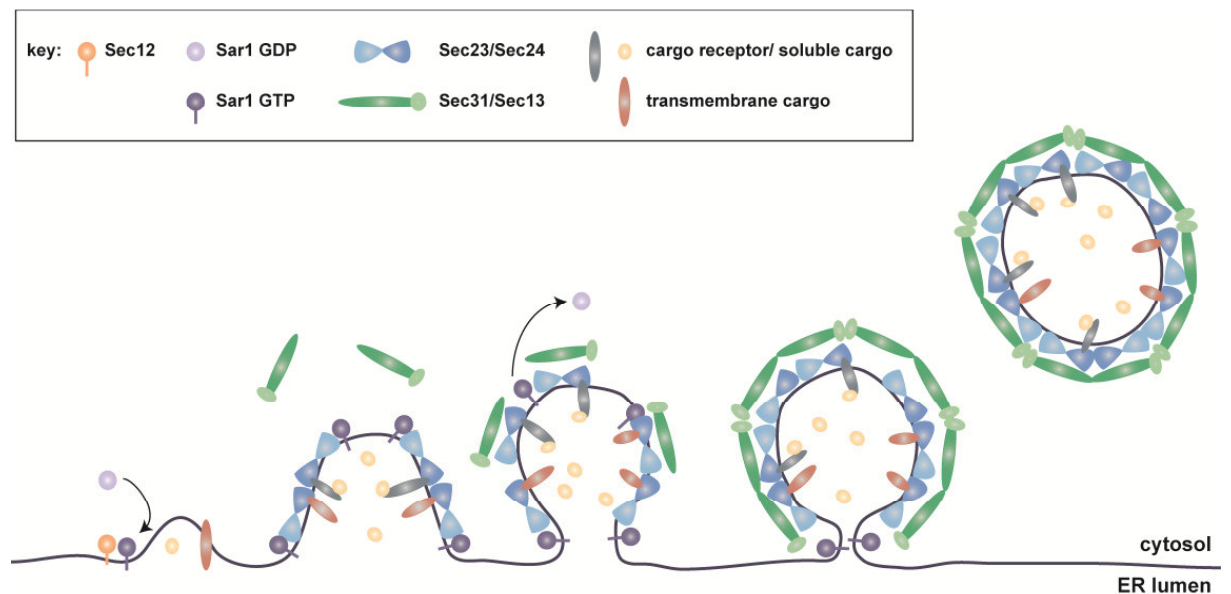 key: Sec12 Sar1 GDP Sec23/Sec24 cargo receptor/ soluble cargo
Sar1 GTP Sec31/Sec13 transmembrane cargo
cytosol
ER lumen